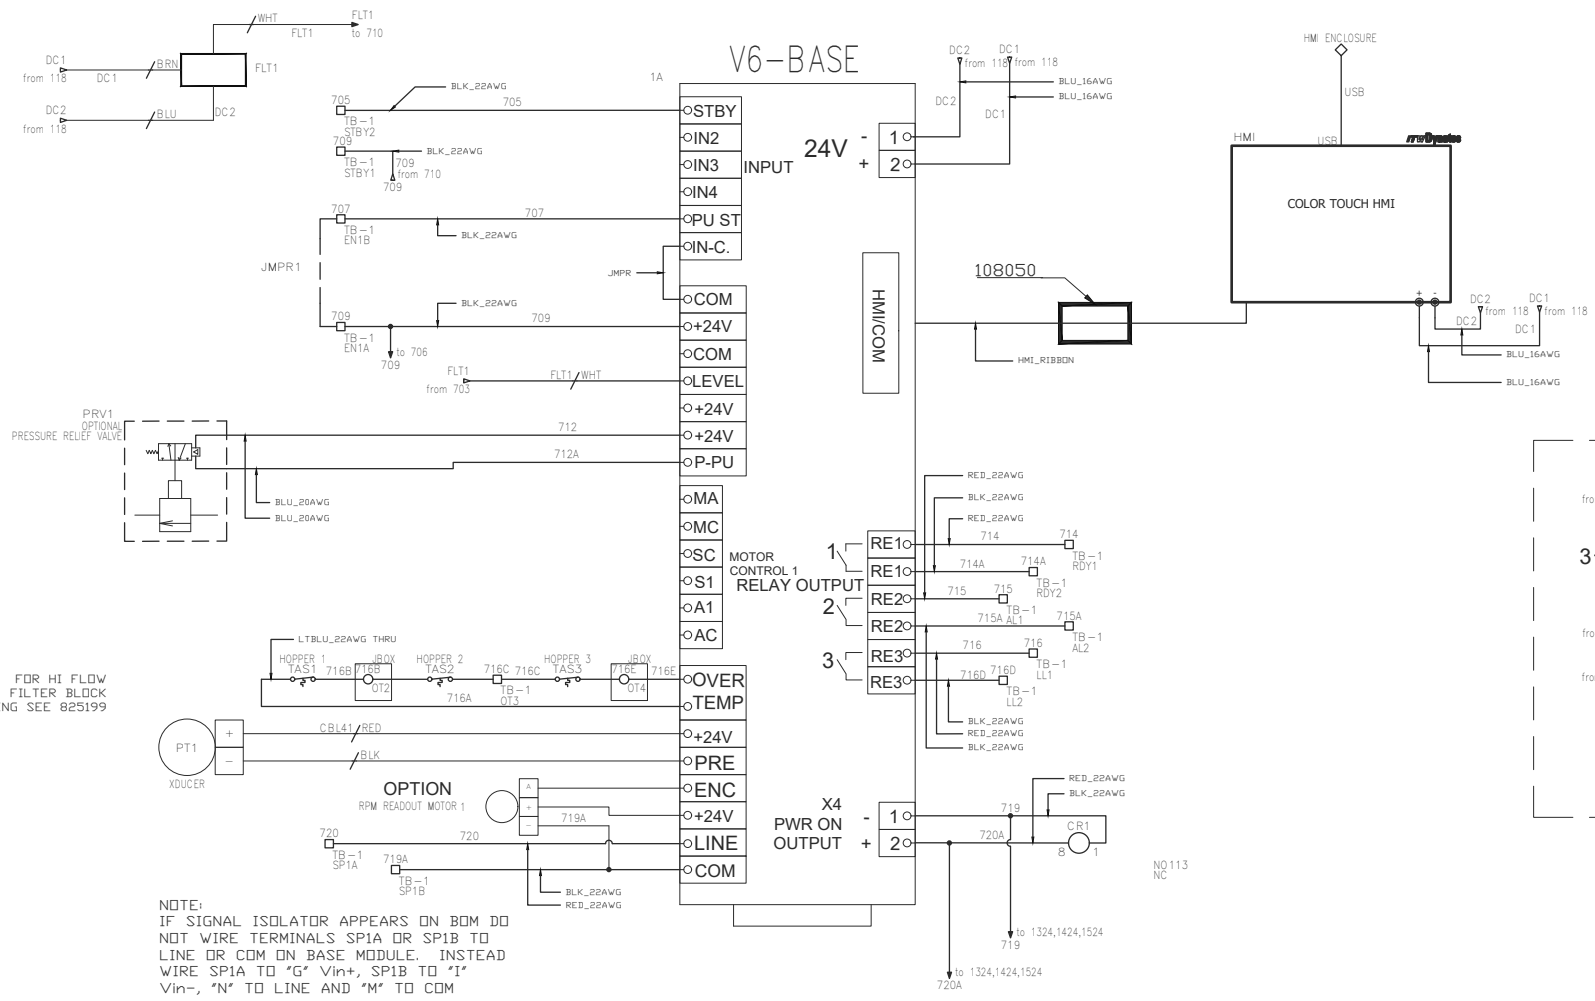 WHT
FLT1
FLT1
to 710
DC1
from 118
DC1
BRN
FLT1
DC2
from 118
BLU
DC2
V6-BASE
1A
705
TB-1
STBY2
BLK_22AWG
705
709
TB-1
STBY1
BLK_22AWG
709
from 710
709
STBY
IN2
IN3
IN4
PU ST
IN-C.
INPUT
707
TB-1
EN1B
707
BLK_22AWG
JMPR1
JMPR
709
TB-1
EN1A
BLK_22AWG
709
to 706
709
FLT1
from 703
FLT1
WHT
COM
+24V
COM
LEVEL
+24V
+24V
P-PU
PRV1
OPTIONAL
PRESSURE RELIEF VALVE
712
712A
BLU_20AWG
BLU_20AWG
MA
MC
SC
S1
A1
AC
MOTOR
CONTROL 1
RELAY OUTPUT
LTBLU_22AWG THRU
HOPPER 1
TAS1
716B
JBOX
716B
OT2
HOPPER 2
TAS2
716A
716C
TB-1
OT3
716C
HOPPER 3
TAS3
JBOX
716E
OT4
716E
OVER
TEMP
FOR HI FLOW
FILTER BLOCK
NG SEE 825199
PT1
+
-
XDUCER
CBL41
RED
BLK
+24V
PRE
ENC
+24V
LINE
COM
OPTION
RPM READOUT MOTOR 1
A
+
-
719A
720
TB-1
SP1A
720
719A
TB-1
SP1B
BLK_22AWG
RED_22AWG
NOTE:
IF SIGNAL ISOLATOR APPEARS ON BOM DO
NOT WIRE TERMINALS SP1A OR SP1B TO
LINE OR COM ON BASE MODULE. INSTEAD
WIRE SP1A TO "G" Vin+, SP1B TO "I"
Vin-, "N" TO LINE AND "M" TO COM
24V
-
+
1
2
DC2
from 118
DC1
from 118
DC2
DC1
BLU_16AWG
BLU_16AWG
HMI/COM
108050
HMI_RIBBON
HMI ENCLOSURE
USB
USB
HMI
ITW Dynatec
COLOR TOUCH HMI
+
-
DC2
from 118
DC2
DC1
from 118
DC1
BLU_16AWG
BLU_16AWG
RED_22AWG
BLK_22AWG
RED_22AWG
1
2
3
RE1
RE1
RE2
RE2
RE3
RE3
714
714
TB-1
RDY1
714A
714A
TB-1
RDY2
715
715
TB-1
AL1
715A
715A
TB-1
AL2
716
716
TB-1
LL1
716D
716D
TB-1
LL2
BLK_22AWG
RED_22AWG
BLK_22AWG
X4
PWR ON
OUTPUT
-
+
1
2
RED_22AWG
BLK_22AWG
719
720A
CR1
8
1
NO113
NC
to 1324,1424,1524
719
to 1324,1424,1524
720A
fro
3
fro
fro